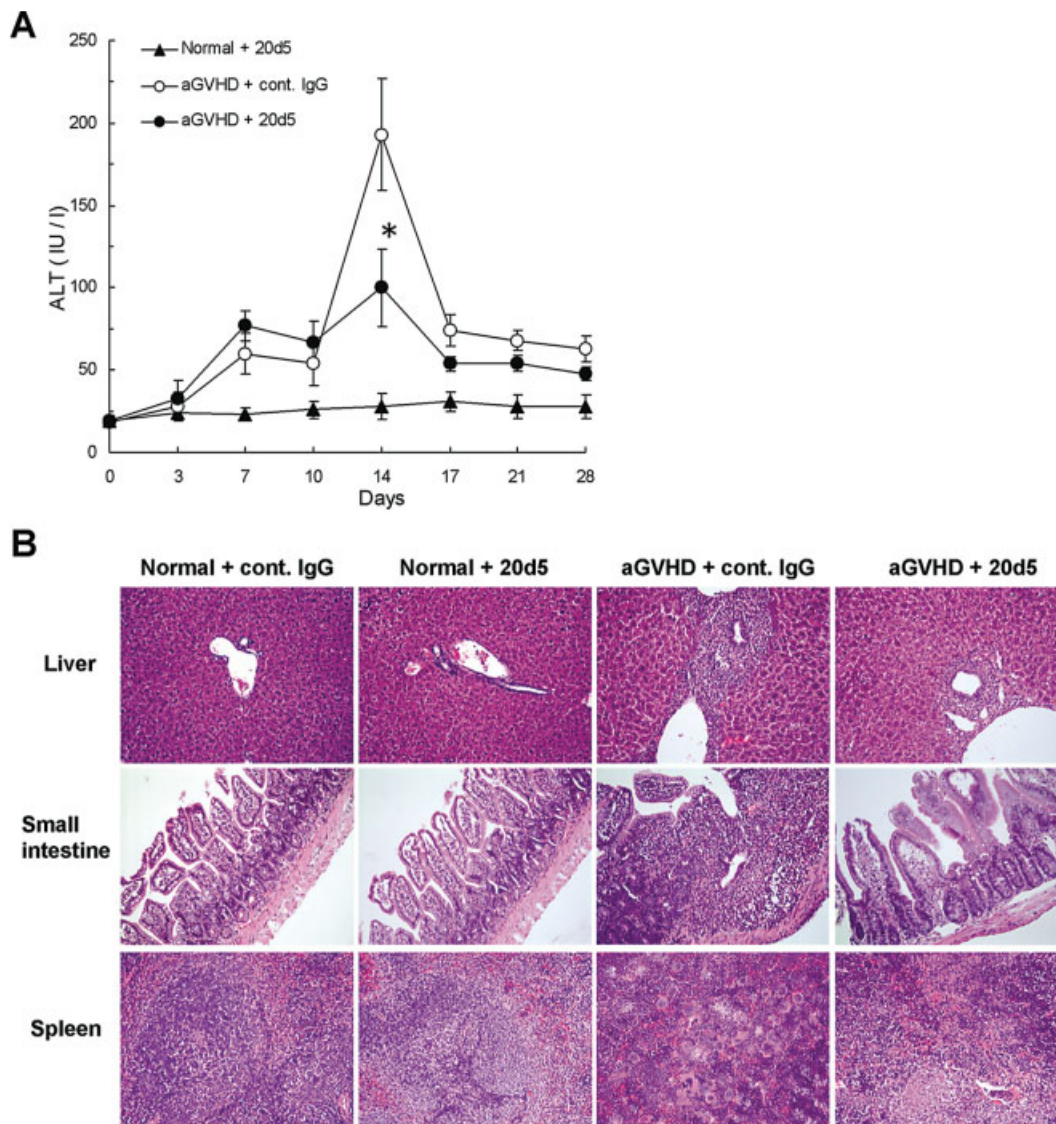 A
250
200
150
100
50
0
ALT ( IU / l )
Normal + 20d5
aGVHD + cont. IgG
aGVHD + 20d5
*
0 3 7 10 14 17 21 28
Days
B
Normal + cont. IgG Normal + 20d5 aGVHD + cont. IgG aGVHD + 20d5
Liver
Small
intestine
Spleen